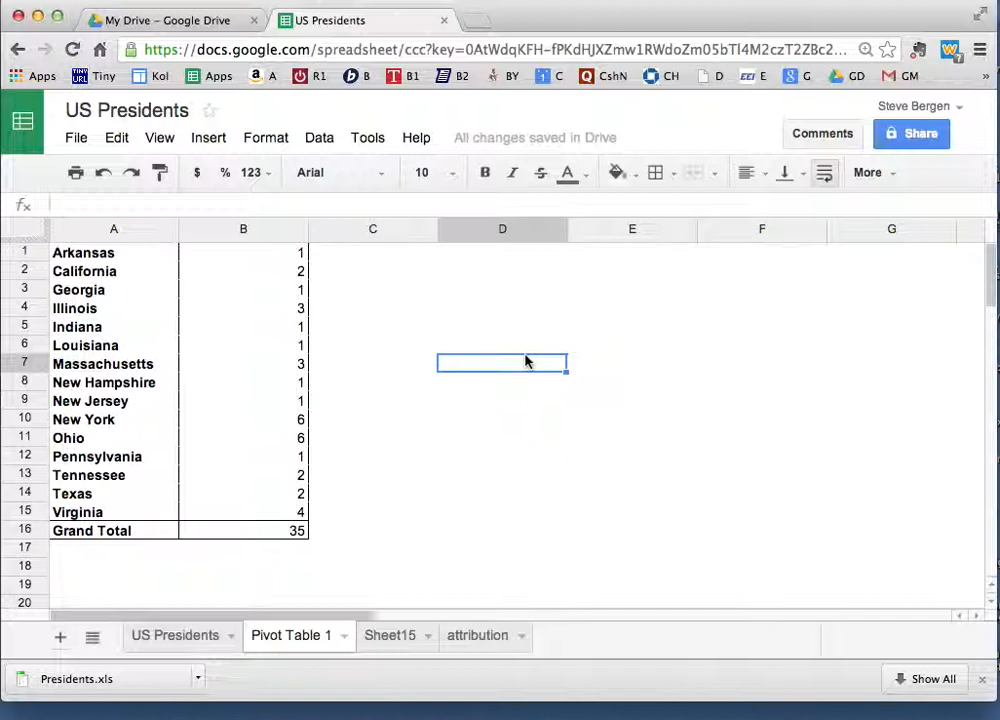 My Drive – Google Drive
US Presidents
https://docs.google.com/spreadsheet/ccc?key=0AtWdqKFH-fPKdHJXZmw1RWdoZm05bTl4M2czT2ZBc2...
Apps TINY URL Tiny Kol Apps a A R1 b B T B1 B2 BY 1 C Q CshN CH D EEI E g G GD GM »
US Presidents
Steve Bergen
File Edit View Insert Format Data Tools Help All changes saved in Drive
Comments Share
$ % 123 Arial 10 B I S A More
fx
A B C D E F G
1 Arkansas 1
2 California 2
3 Georgia 1
4 Illinois 3
5 Indiana 1
6 Louisiana 1
7 Massachusetts 3
8 New Hampshire 1
9 New Jersey 1
10 New York 6
11 Ohio 6
12 Pennsylvania 1
13 Tennessee 2
14 Texas 2
15 Virginia 4
16 Grand Total 35
17
18
19
20
+ US Presidents Pivot Table 1 Sheet15 attribution
Presidents.xls Show All